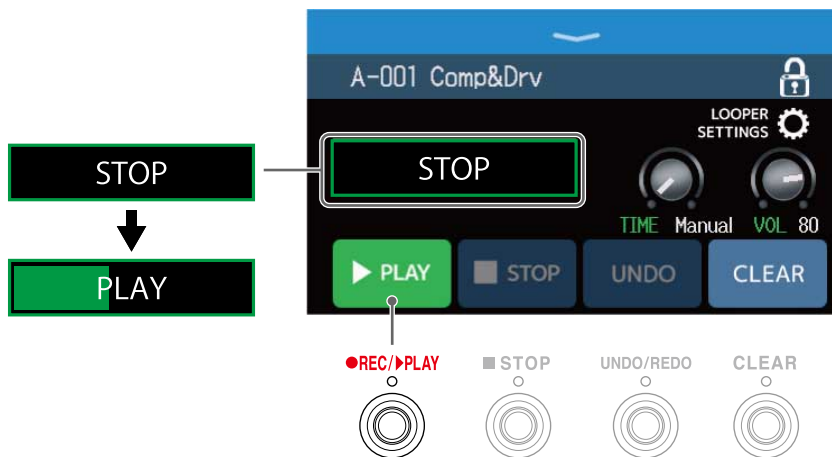 A-001 Comp&Drv
LOOPER
SETTINGS
STOP
STOP
TIME Manual VOL 80
PLAY
▶ PLAY ■ STOP UNDO CLEAR
●REC/▶PLAY ■STOP UNDO/REDO CLEAR